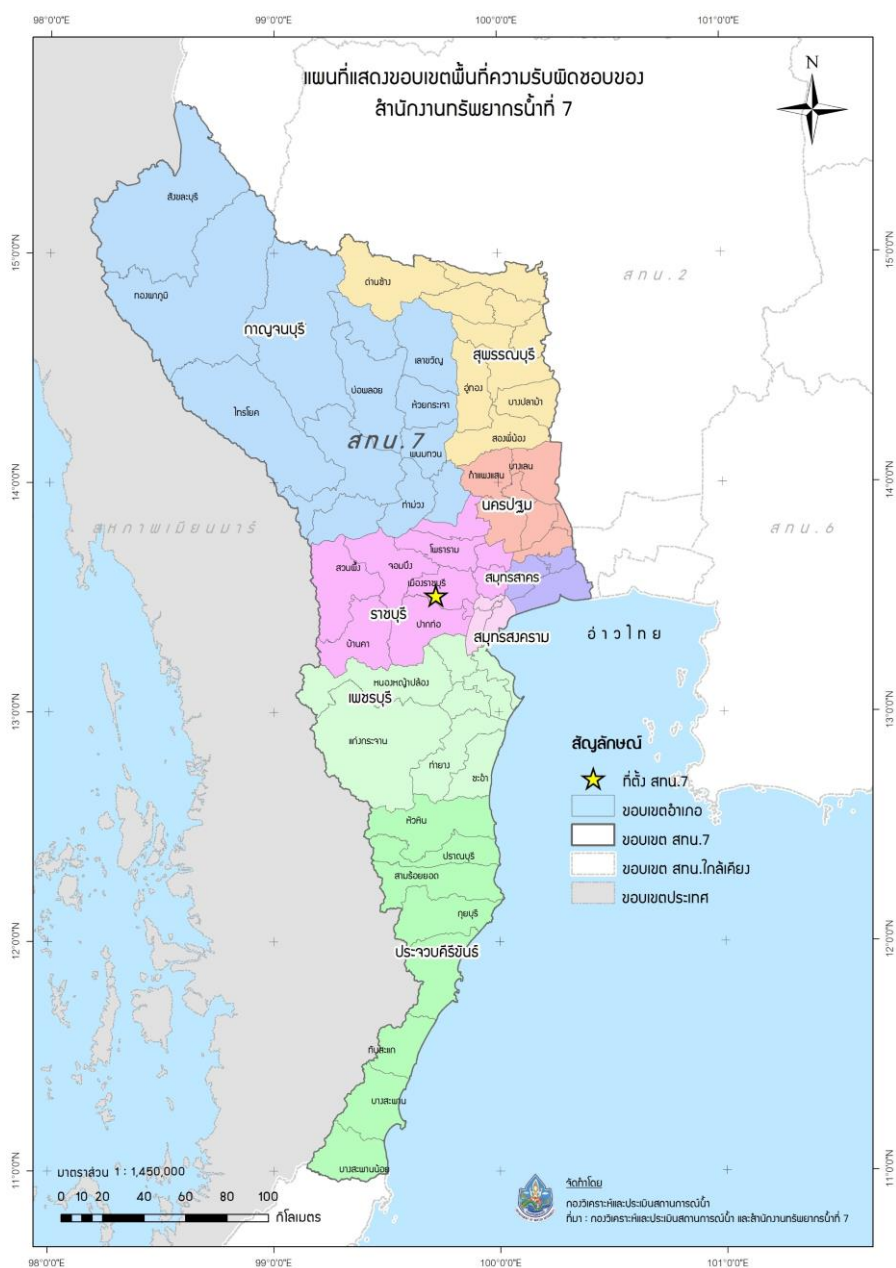 98°0'0"E
99°0'0"E
100°0'0"E
101°0'0"E
แผนที่แสดงขอบเขตพื้นที่ความรับผิดชอบของ
สำนักงานทรัพยากรน้ำที่ 7
N
สังขละบุรี
15°0'0"N
15°0'0"N
ด่านช้าง
สทน.2
ทองผาภูมิ
กาญจนบุรี
เลาขวัญ
สุพรรณบุรี
บ่อพลอย
อู่ทอง
ไทรโยค
ห้วยกระเจา
บางปลาม้า
สทน.7
สองพี่น้อง
พนมทวน
14°0'0"N
14°0'0"N
กำแพงแสน
บางเลน
ท่าม่วง
นครปฐม
สหภาพเมียนมาร์
สทน.6
โพธาราม
สวนผึ้ง
จอมบึง
เมืองราชบุรี
สมุทรสาคร
ราชบุรี
ปากท่อ
สมุทรสงคราม
อ่าวไทย
บ้านคา
หนองหญ้าปล้อง
เพชรบุรี
13°0'0"N
13°0'0"N
แก่งกระจาน
ท่ายาง
ชะอำ
สัญลักษณ์
ที่ตั้ง สทน.7
ขอบเขตอำเภอ
ขอบเขต สทน.7
ขอบเขต สทน.ใกล้เคียง
ขอบเขตประเทศ
หัวหิน
ปราณบุรี
สามร้อยยอด
กุยบุรี
12°0'0"N
12°0'0"N
ประจวบคีรีขันธ์
ทับสะแก
บางสะพาน
บางสะพานน้อย
11°0'0"N
11°0'0"N
มาตราส่วน 1 : 1,450,000
0 10 20 40 60 80 100
กิโลเมตร
จัดทำโดย
กองวิเคราะห์และประเมินสถานการณ์น้ำ
ที่มา : กองวิเคราะห์และประเมินสถานการณ์น้ำ และสำนักงานทรัพยากรน้ำที่ 7
98°0'0"E
99°0'0"E
100°0'0"E
101°0'0"E